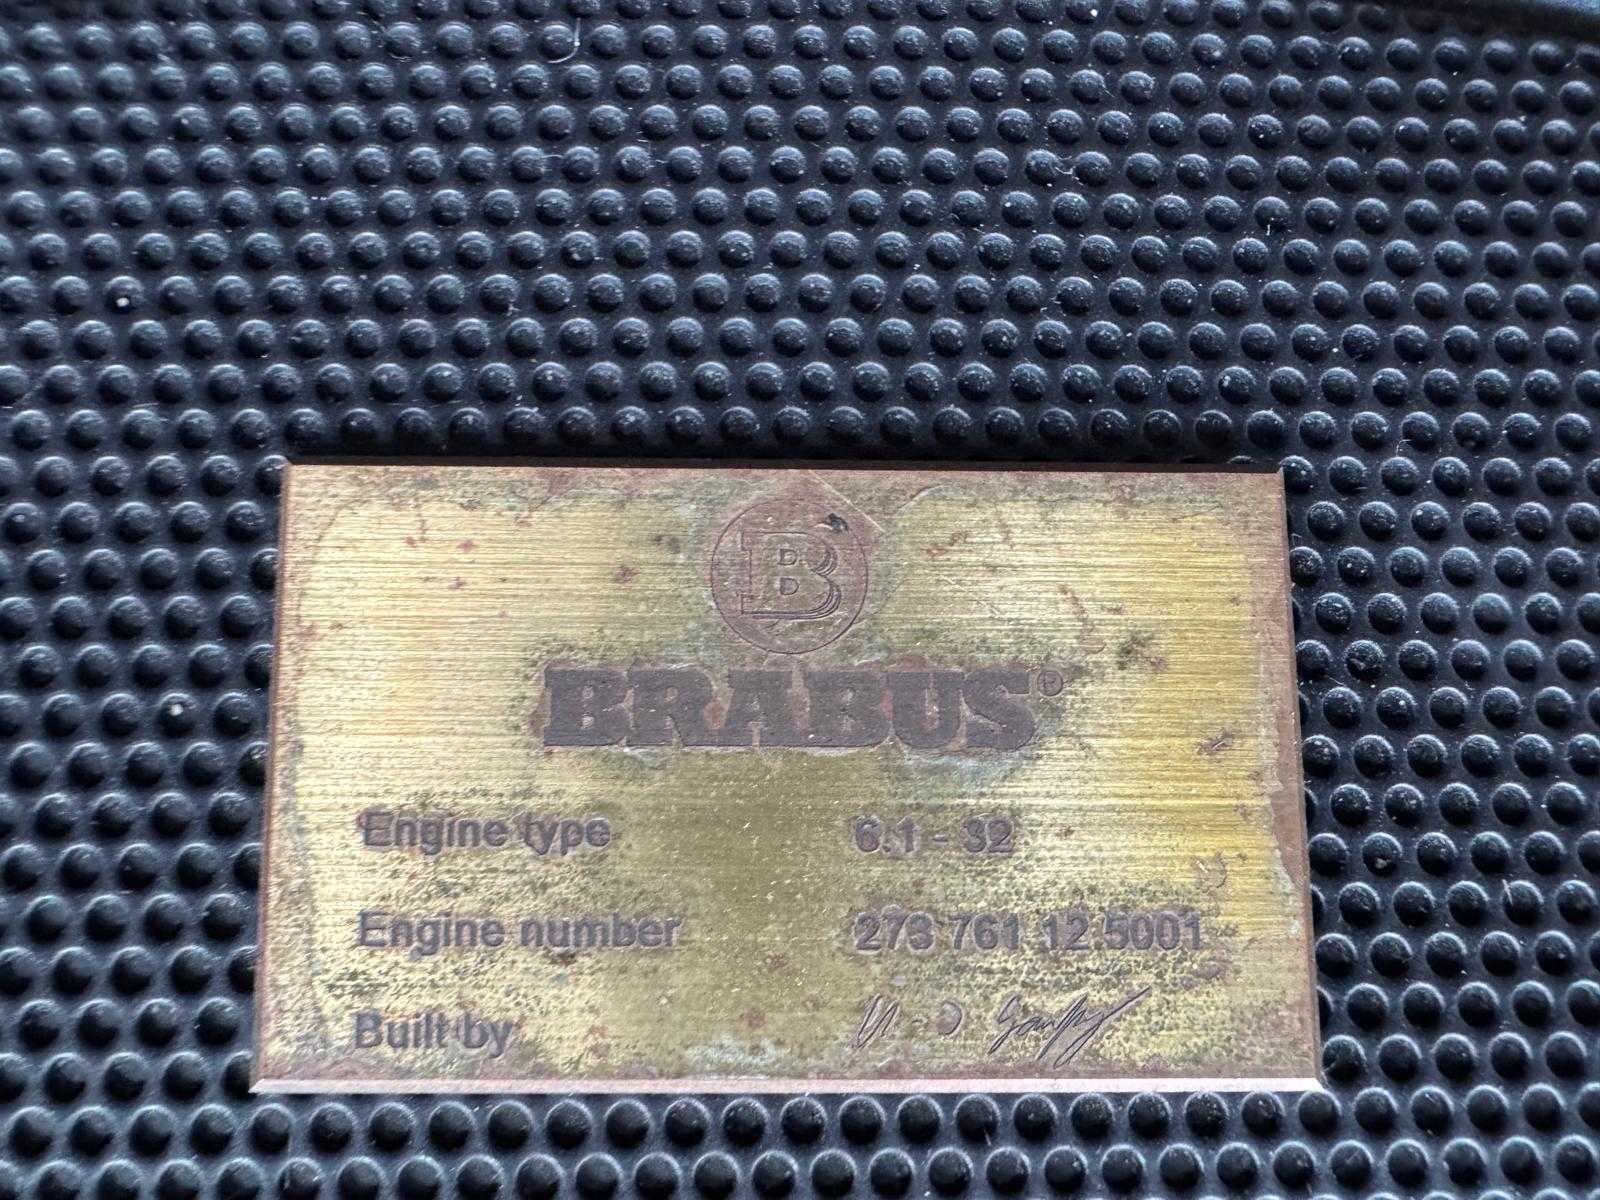 B
BRABUS®
Engine type 6.1 - 32
Engine number 273 761 12 5001
Built by